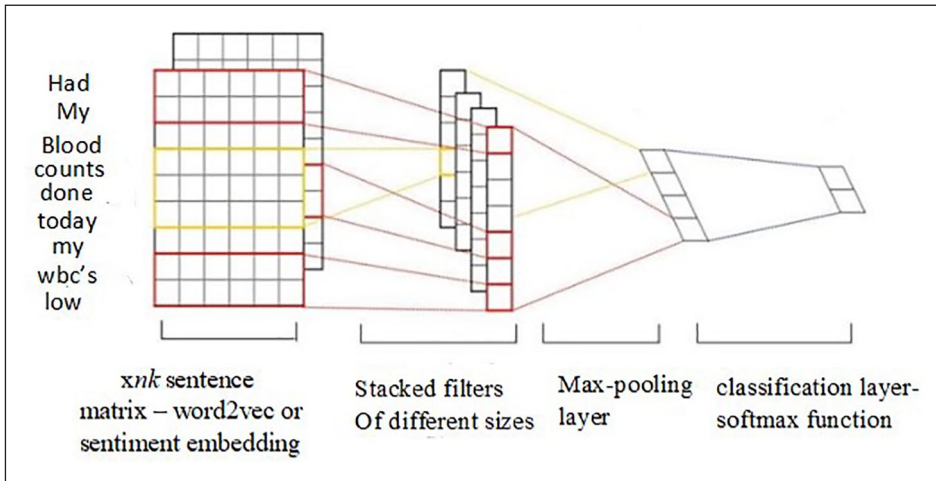 Had
My
Blood
counts
done
today
my
wbc's
low
xnk sentence
matrix – word2vec or
sentiment embedding
Stacked filters
Of different sizes
Max-pooling
layer
classification layer-
softmax function